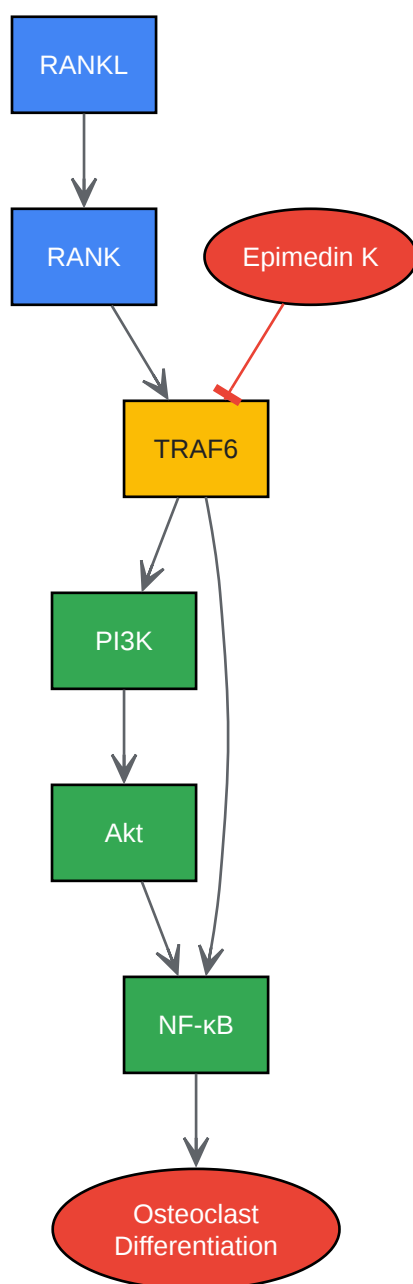 RANKL
RANK
Epimedin K
TRAF6
PI3K
Akt
NF-κB
Osteoclast
Differentiation